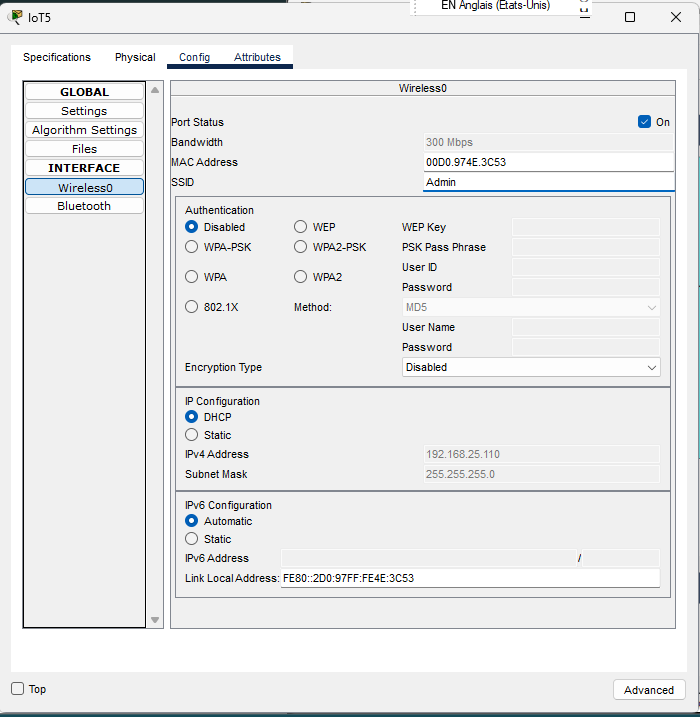 EN Anglais (États-Unis)
IoT5
Specifications Physical Config Attributes
GLOBAL
Settings
Algorithm Settings
Files
INTERFACE
Wireless0
Bluetooth
Wireless0
Port Status On
Bandwidth 300 Mbps
MAC Address 00D0.974E.3C53
SSID Admin
Authentication
Disabled WEP WEP Key
WPA-PSK WPA2-PSK PSK Pass Phrase
User ID
WPA WPA2
Password
802.1X Method: MD5
User Name
Password
Encryption Type Disabled
IP Configuration
DHCP
Static
IPv4 Address 192.168.25.110
Subnet Mask 255.255.255.0
IPv6 Configuration
Automatic
Static
IPv6 Address /
Link Local Address: FE80::2D0:97FF:FE4E:3C53
Top Advanced